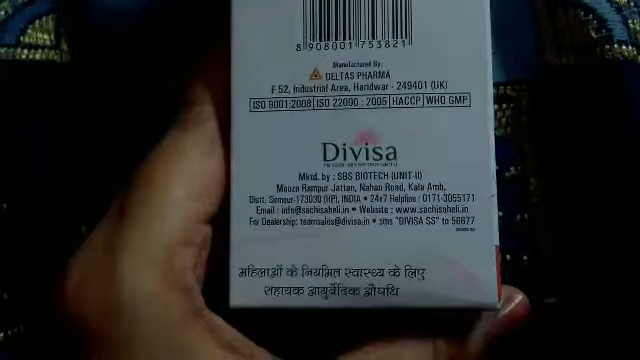 8 908001 753821
Manufactured By:
DELTAS PHARMA
F 52, Industrial Area, Haridwar - 249401 (UK)
ISO 9001:2008 ISO 22000 : 2005 HACCP WHO GMP
Divisa
Mktd. by : SBS BIOTECH (UNIT-II)
Mouza Rampur Jattan, Nahan Road, Kala Amb,
Distt. Sirmour-173030 (HP), INDIA • 24x7 Helpline : 0171-3055171
Email : info@sachisaheli.in • Website : www.sachisaheli.in
For Dealership: teamsales@divisa.in • sms "DIVISA SS" to 56677
महिलाओं के नियमित स्वास्थ्य के लिए
सहायक आयुर्वेदिक औषधि